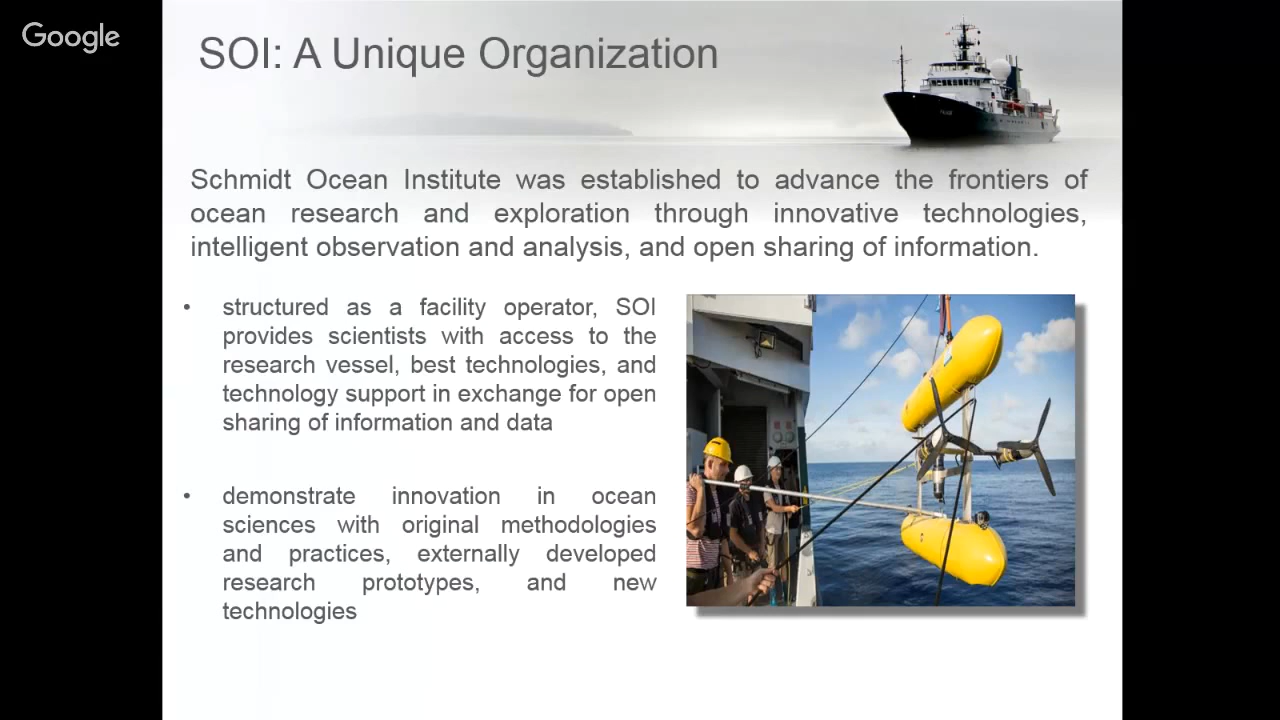 Google
SOI: A Unique Organization
Schmidt Ocean Institute was established to advance the frontiers of
ocean research and exploration through innovative technologies,
intelligent observation and analysis, and open sharing of information.
• structured as a facility operator, SOI
provides scientists with access to the
research vessel, best technologies, and
technology support in exchange for open
sharing of information and data
• demonstrate innovation in ocean
sciences with original methodologies
and practices, externally developed
research prototypes, and new
technologies